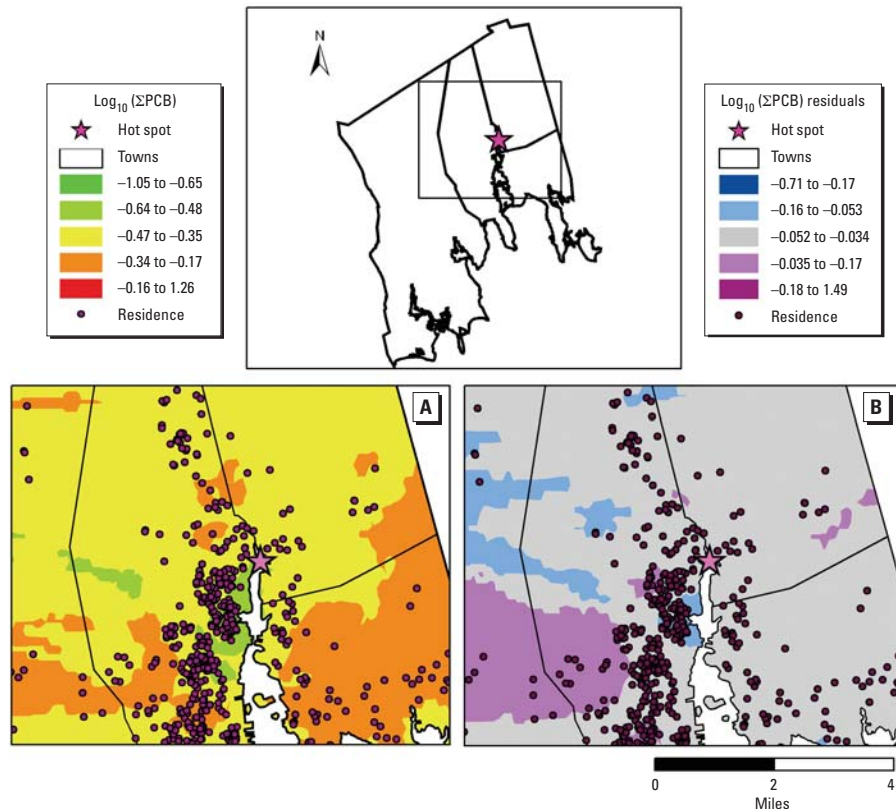 N
Log10 (ΣPCB)
Hot spot
Towns
–1.05 to –0.65
–0.64 to –0.48
–0.47 to –0.35
–0.34 to –0.17
–0.16 to 1.26
Residence
Log10 (ΣPCB) residuals
Hot spot
Towns
–0.71 to –0.17
–0.16 to –0.053
–0.052 to –0.034
–0.035 to –0.17
–0.18 to 1.49
Residence
A
B
0 2 4
Miles